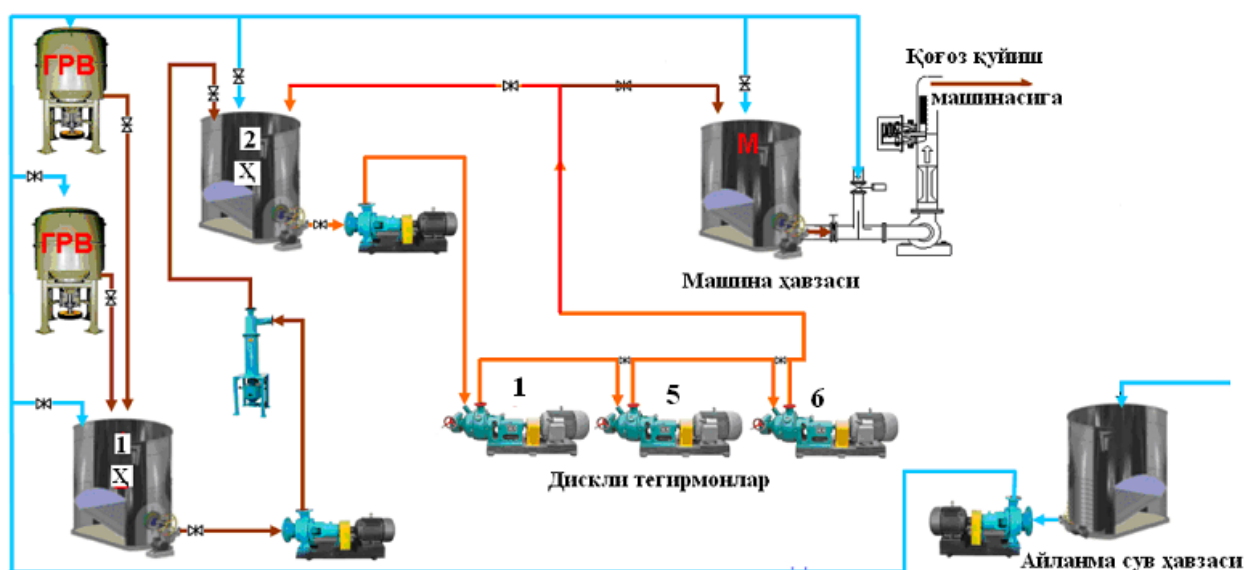 ГРВ
Қоғоз қуйиш
машинасига
2
Ҳ
М
ГРВ
Машина ҳавзаси
1
5
6
1
Ҳ
Дискли тегирмонлар
Айланма сув ҳавзаси